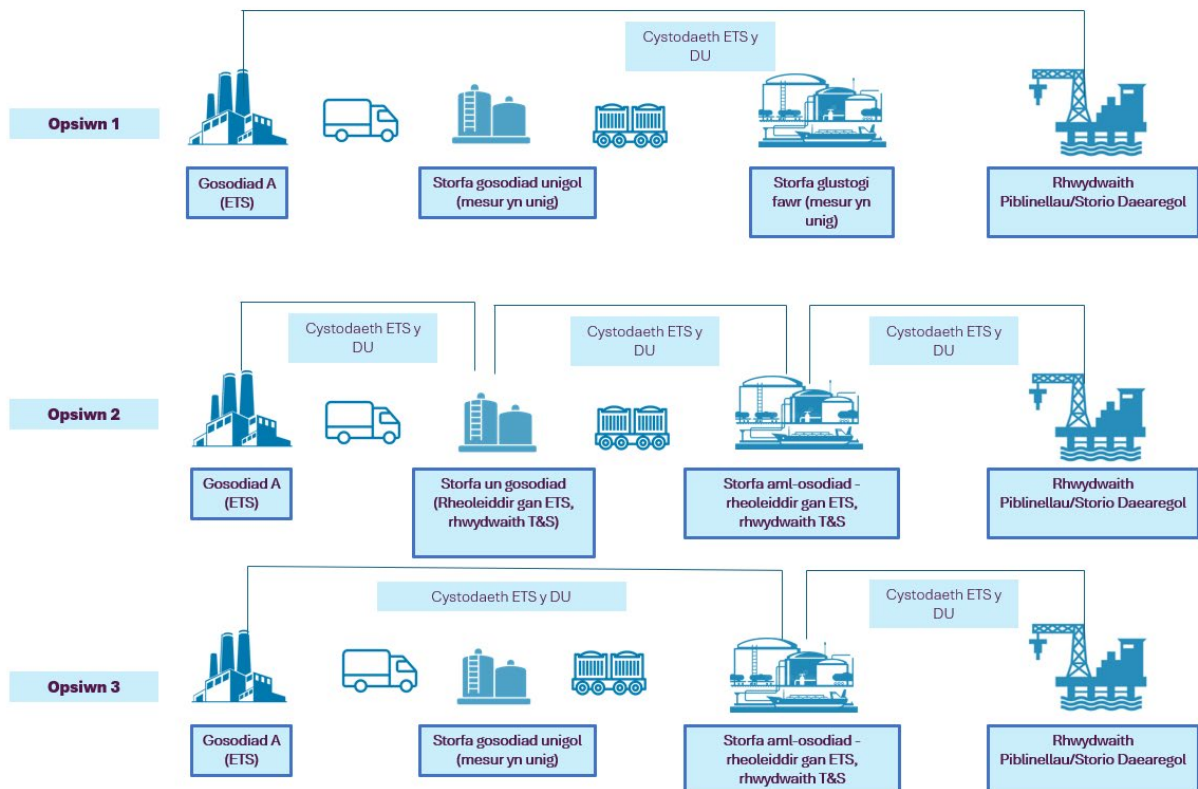 Cystodaeth ETS y
DU
Opsiwn 1
Gosodiad A
(ETS)
Storfa gosodiad unigol
(mesur yn unig)
Storfa glustogi
fawr (mesur yn
unig)
Rhwydwaith
Piblinellau/Storio Daearegol
Cystodaeth ETS y
DU
Cystodaeth ETS y
DU
Cystodaeth ETS y
DU
Opsiwn 2
Gosodiad A
(ETS)
Storfa un gosodiad
(Rheoleiddir gan ETS,
rhwydwaith T&S)
Storfa aml-osodiad -
rheoleiddir gan ETS,
rhwydwaith T&S
Rhwydwaith
Piblinellau/Storio Daearegol
Cystodaeth ETS y DU
Cystodaeth ETS y
DU
Opsiwn 3
Gosodiad A
(ETS)
Storfa gosodiad unigol
(mesur yn unig)
Storfa aml-osodiad -
rheoleiddir gan ETS,
rhwydwaith T&S
Rhwydwaith
Piblinellau/Storio Daearegol